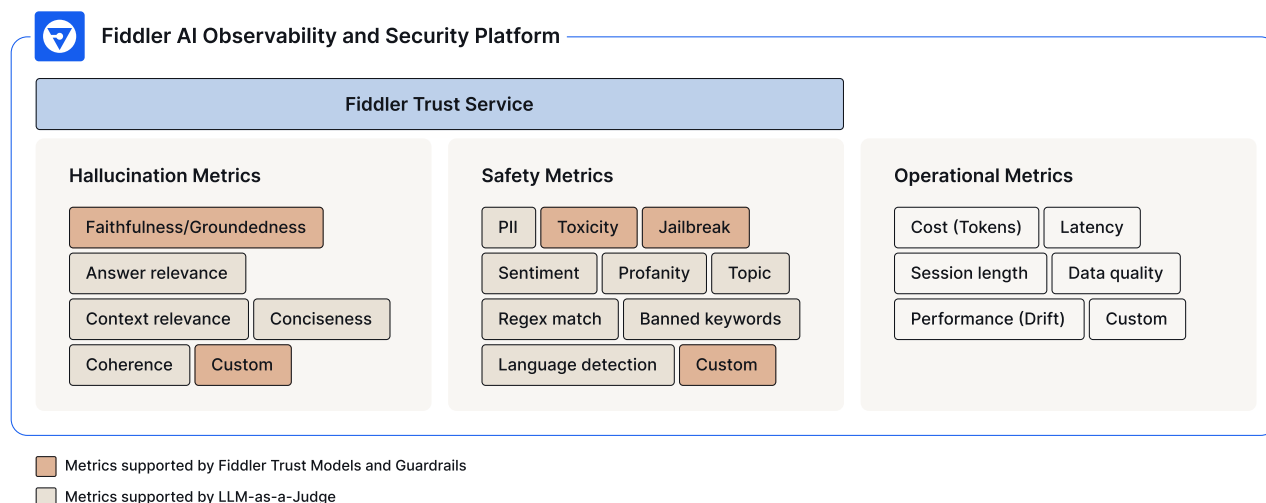 Fiddler AI Observability and Security Platform
Fiddler Trust Service
Hallucination Metrics
Faithfulness/Groundedness
Answer relevance
Context relevance Conciseness
Coherence Custom
Safety Metrics
PII Toxicity Jailbreak
Sentiment Profanity Topic
Regex match Banned keywords
Language detection Custom
Operational Metrics
Cost (Tokens) Latency
Session length Data quality
Performance (Drift) Custom
Metrics supported by Fiddler Trust Models and Guardrails
Metrics supported by LLM-as-a-Judge